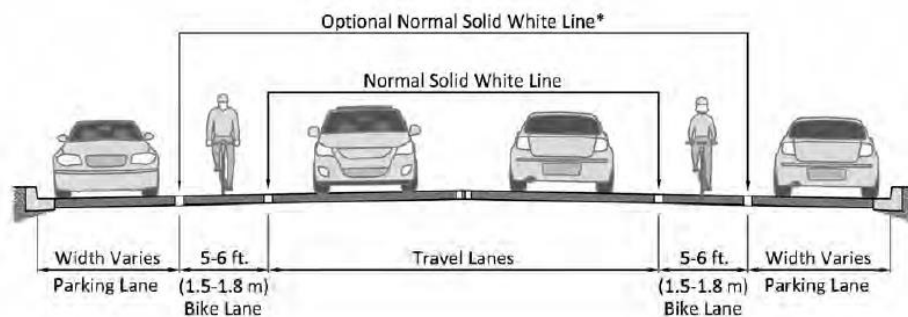 Optional Normal Solid White Line*
Normal Solid White Line
Width Varies
Parking Lane
5-6 ft.
(1.5-1.8 m)
Bike Lane
Travel Lanes
5-6 ft.
(1.5-1.8 m)
Bike Lane
Width Varies
Parking Lane